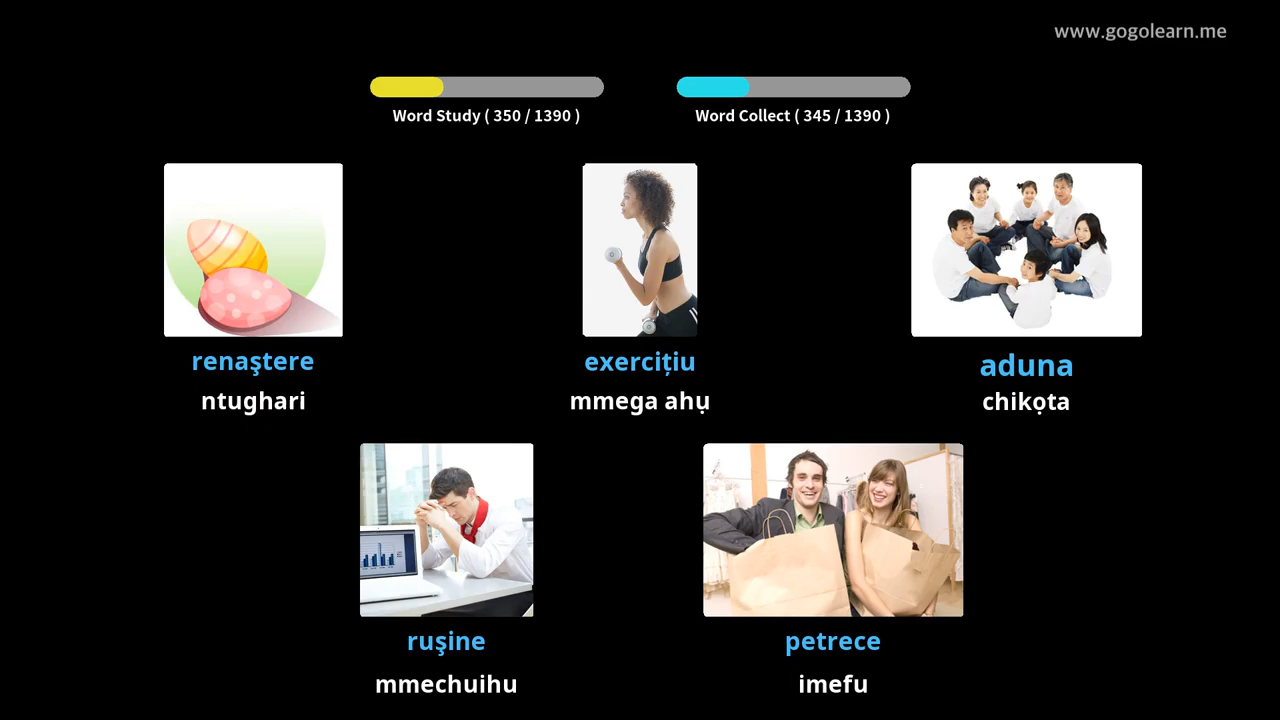 www.gogolearn.me
Word Study ( 350 / 1390 )
Word Collect ( 345 / 1390 )
renaştere
exercițiu
aduna
ntughari
mmega ahụ
chikọta
ruşine
petrece
mmechuihu
imefu